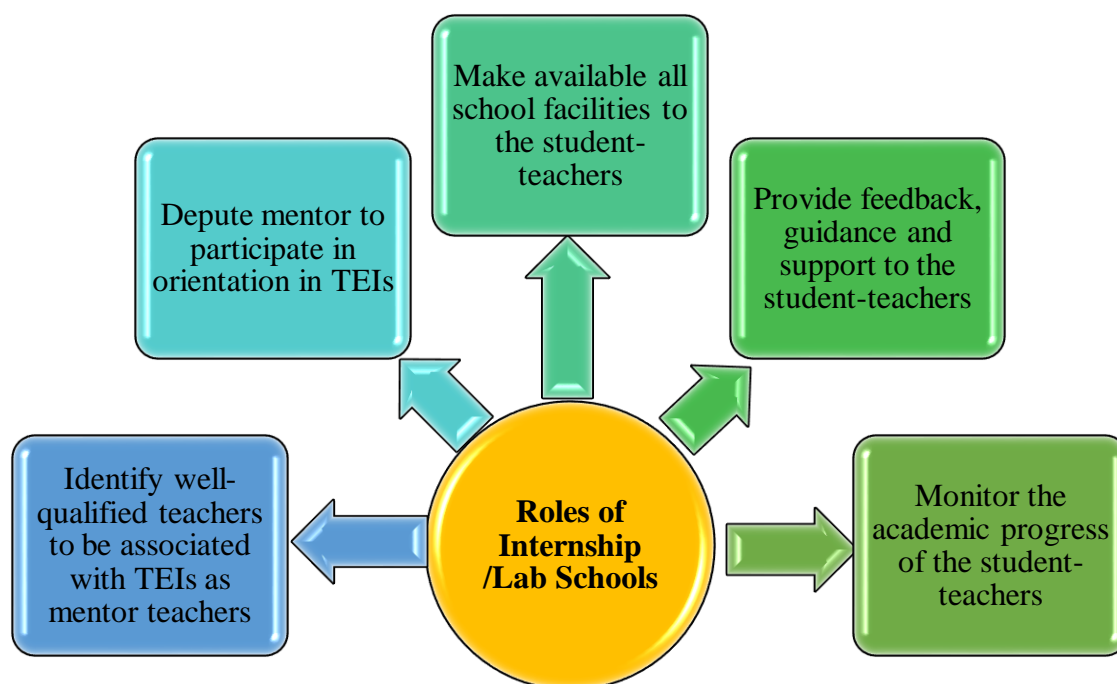 Make available all
school facilities to
the student-
teachers
Depute mentor to
participate in
orientation in TEIs
Provide feedback,
guidance and
support to the
student-teachers
Identify well-
qualified teachers
to be associated
with TEIs as
mentor teachers
Roles of
Internship
/Lab Schools
Monitor the
academic progress
of the student-
teachers